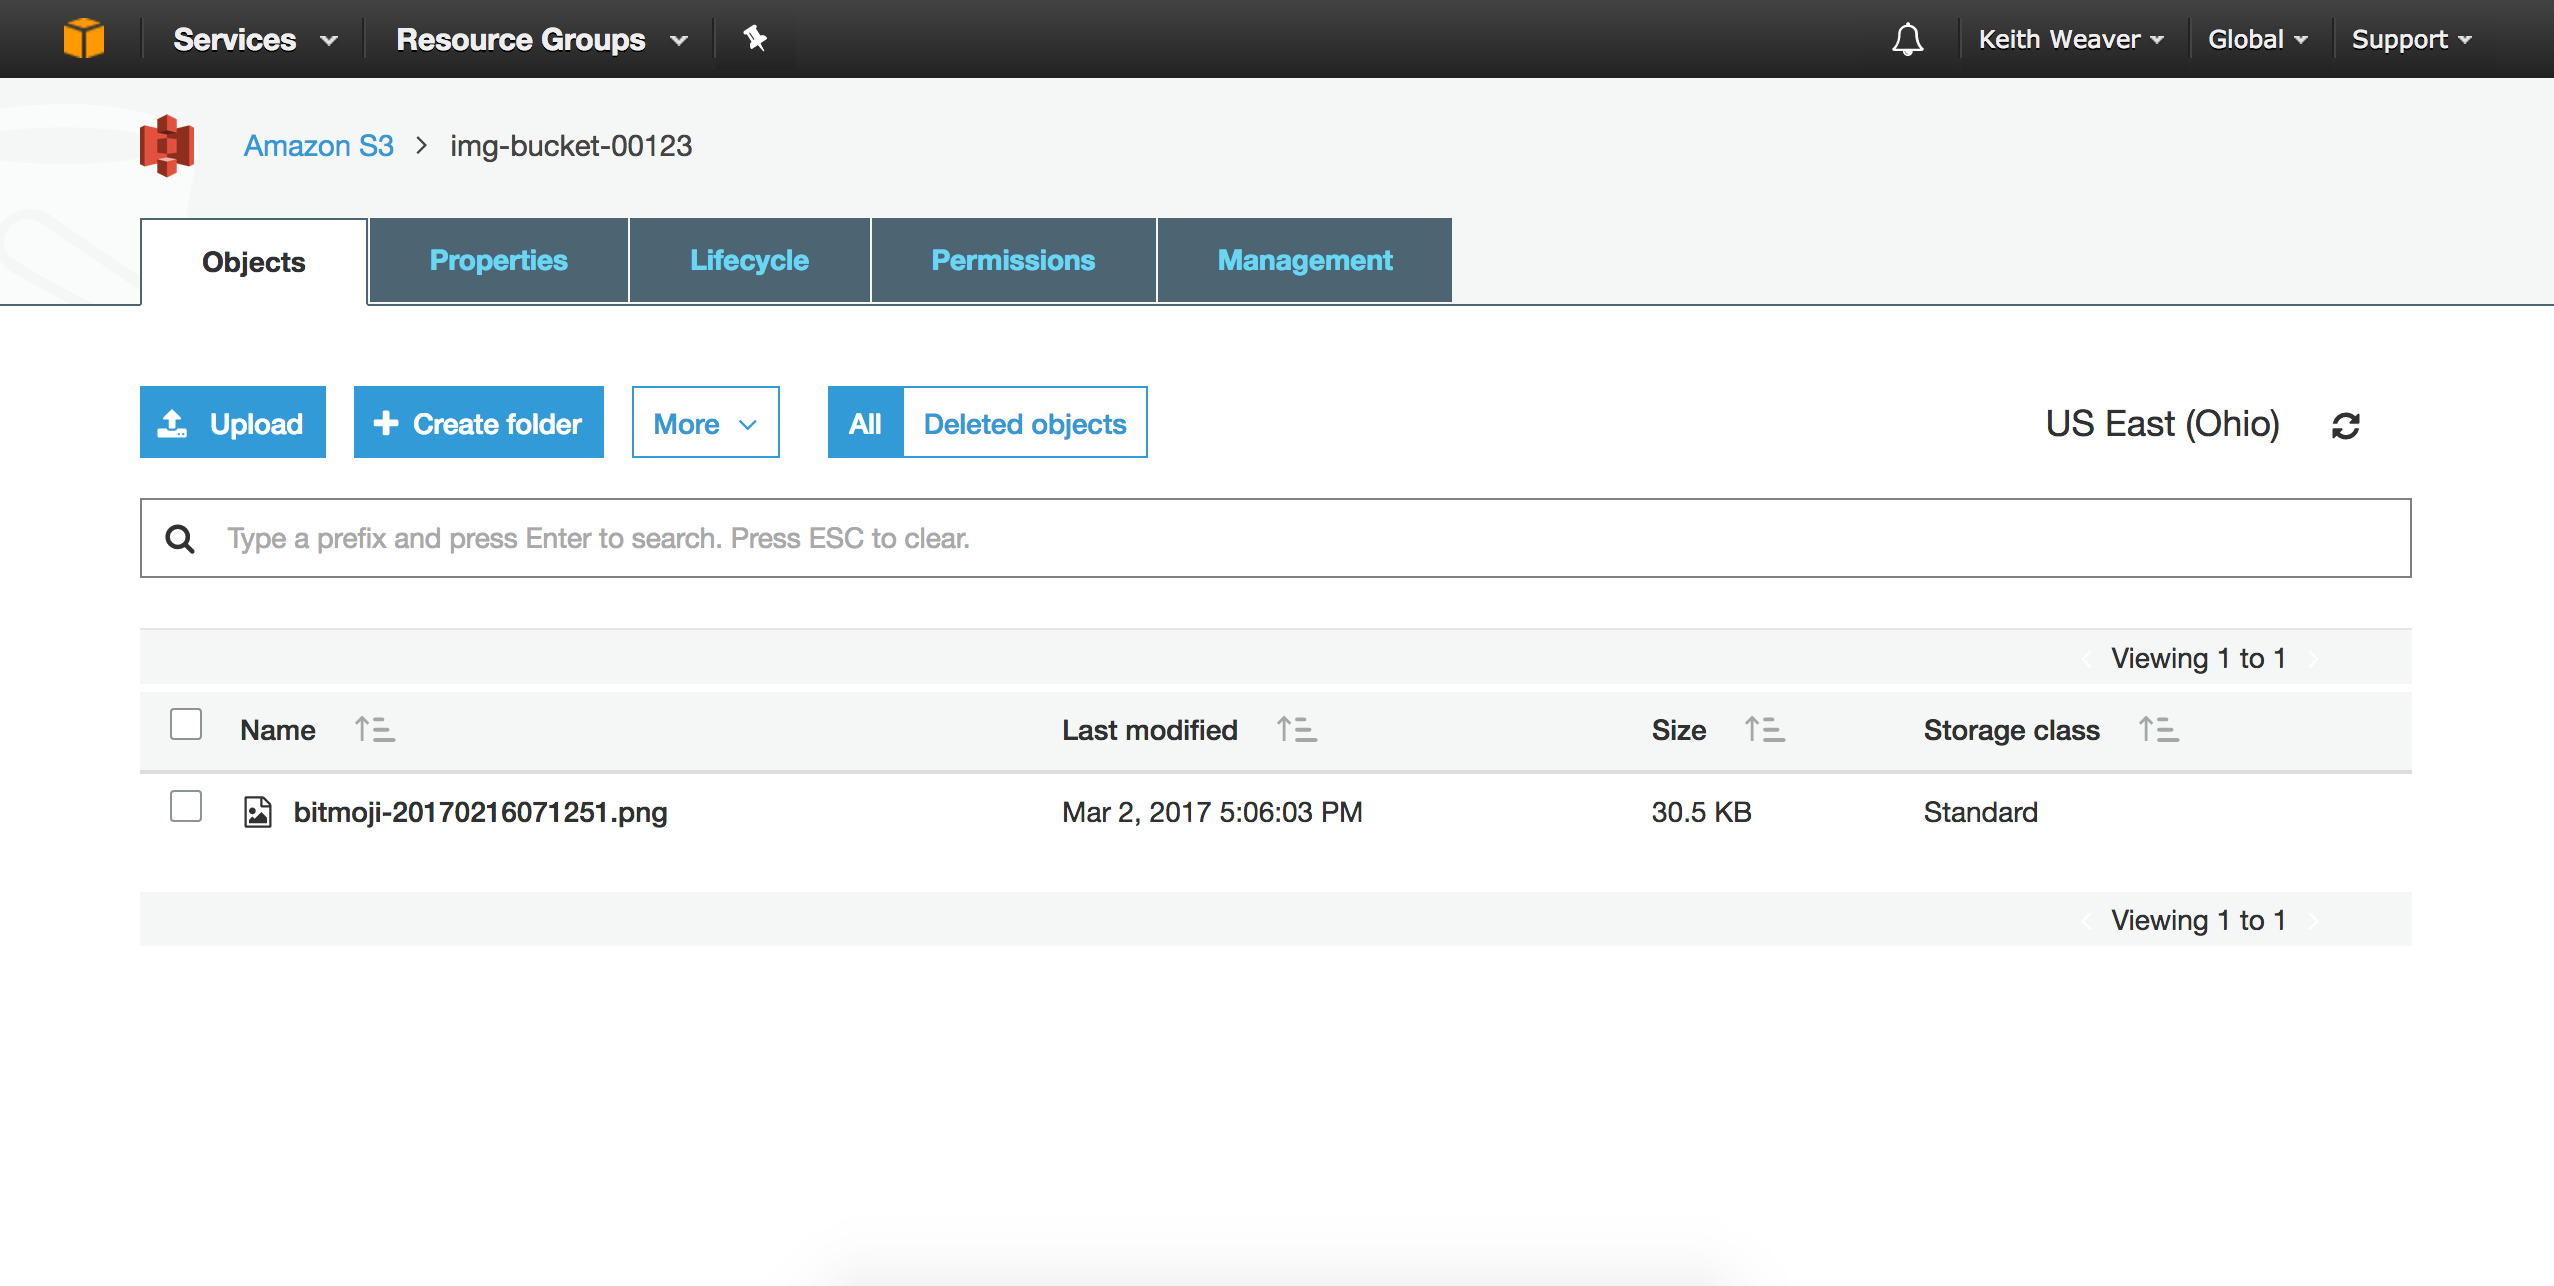 Services Resource Groups Keith Weaver Global Support
Amazon S3 > img-bucket-00123
Objects Properties Lifecycle Permissions Management
Upload Create folder More All Deleted objects US East (Ohio)
Type a prefix and press Enter to search. Press ESC to clear.
Viewing 1 to 1
Name Last modified Size Storage class
bitmoji-20170216071251.png Mar 2, 2017 5:06:03 PM 30.5 KB Standard
Viewing 1 to 1